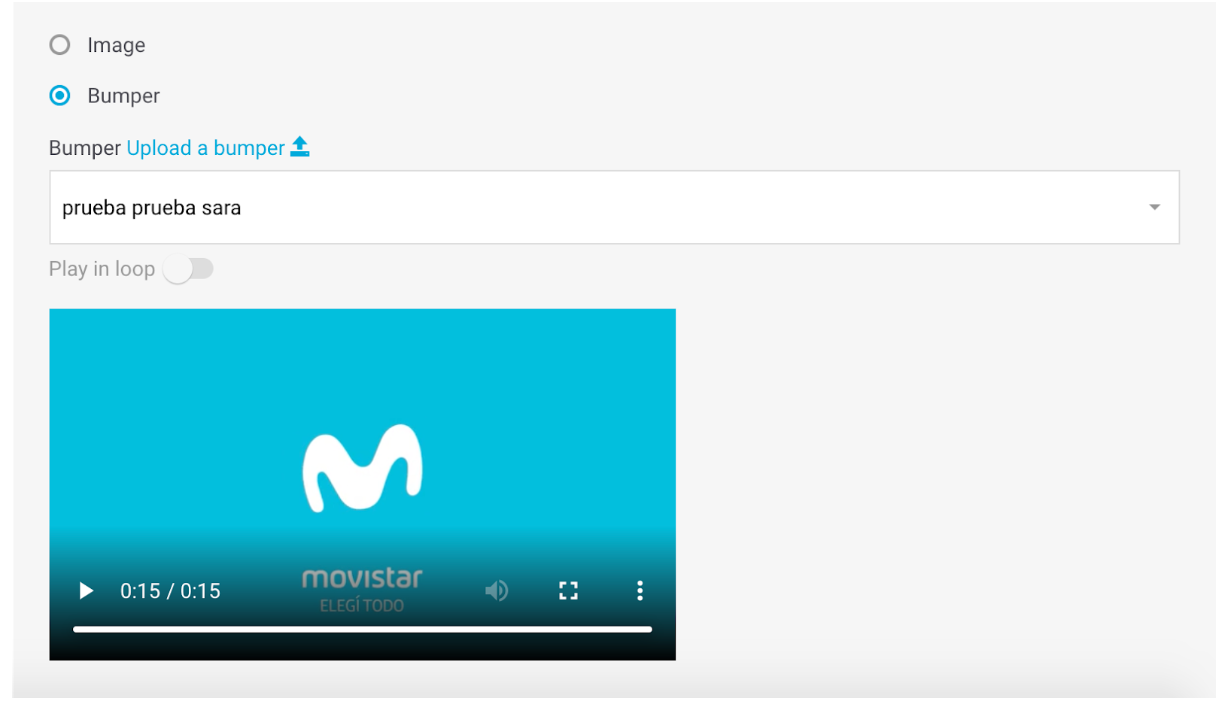 Image
Bumper
Bumper Upload a bumper
prueba prueba sara
Play in loop
movistar
ELEGÍ TODO
0:15 / 0:15